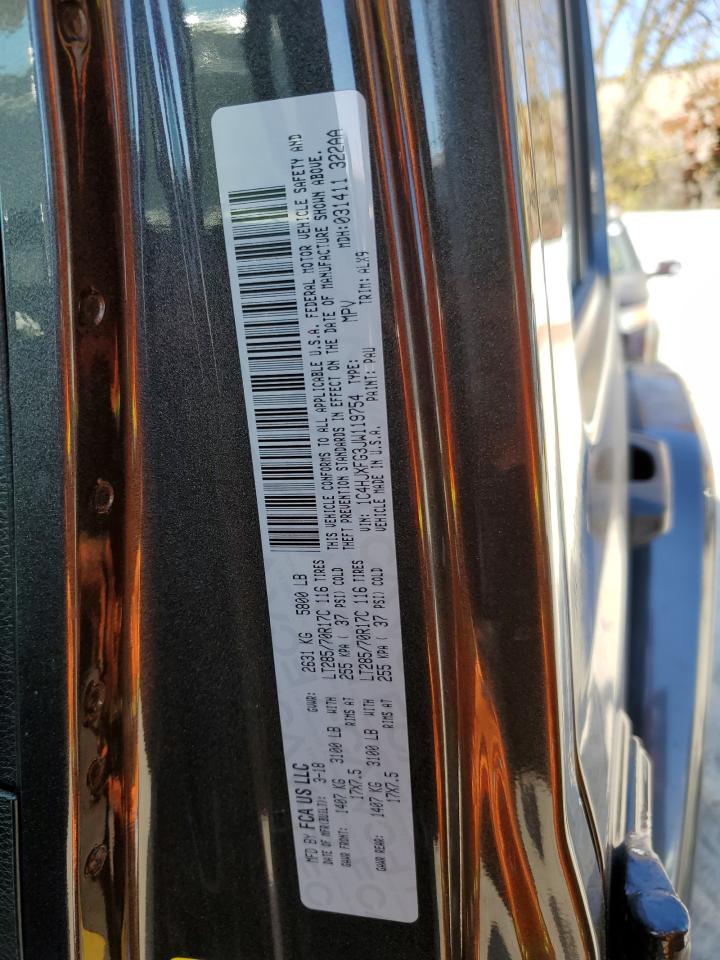 MFD BY FCA US LLC
DATE OF MFR(BUILT): 3-18 GVWR: 2631 KG 5800 LB
GAWR FRONT: 1407 KG 3100 LB WITH LT285/70R17C 116 TIRES
17X7.5 RIMS AT 255 KPA ( 37 PSI) COLD
GAWR REAR: 1407 KG 3100 LB WITH LT285/70R17C 116 TIRES
17X7.5 RIMS AT 255 KPA ( 37 PSI) COLD
THIS VEHICLE CONFORMS TO ALL APPLICABLE U.S.A. FEDERAL MOTOR VEHICLE SAFETY AND
THEFT PREVENTION STANDARDS IN EFFECT ON THE DATE OF MANUFACTURE SHOWN ABOVE.
VIN: 1C4HJXFG3JW119754 TYPE: MPV MDH:031411 322AA
VEHICLE MADE IN U.S.A. PAINT: PAU TRIM: ALX9